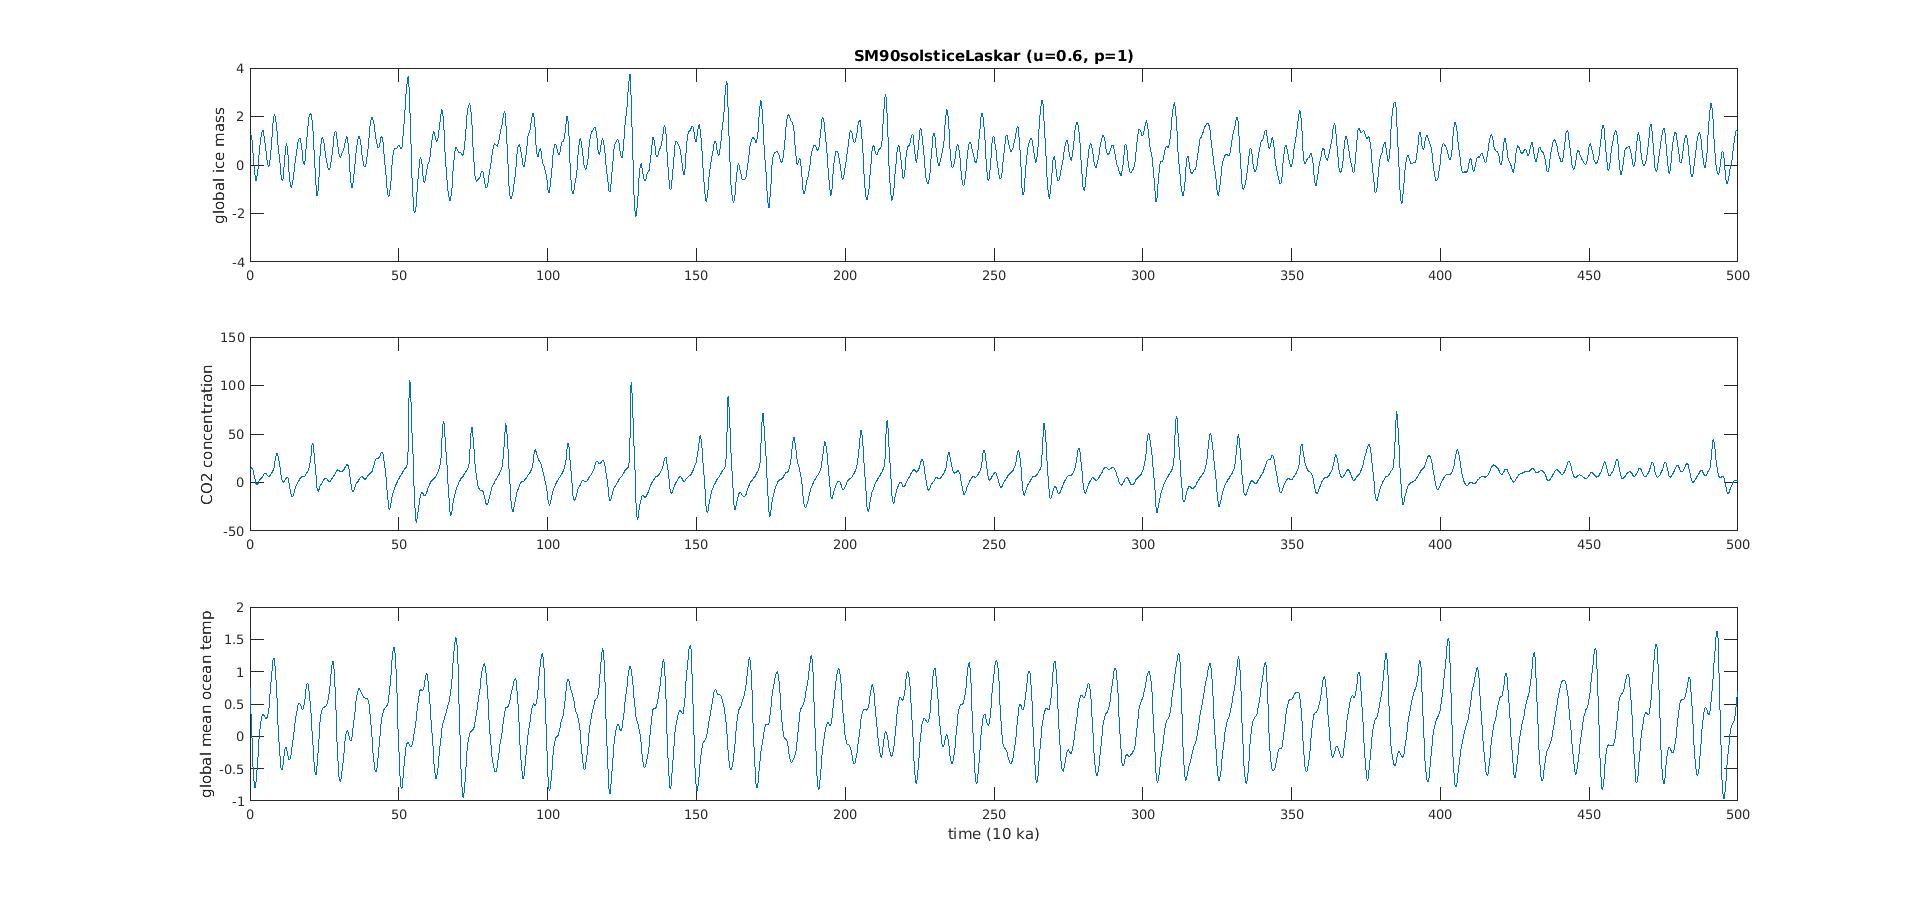 SM90solsticeLaskar (u=0.6, p=1)
global ice mass
4
2
0
-2
-4
0 50 100 150 200 250 300 350 400 450 500
CO2 concentration
150
100
50
0
-50
0 50 100 150 200 250 300 350 400 450 500
global mean ocean temp
2
1.5
1
0.5
0
-0.5
-1
0 50 100 150 200 250 300 350 400 450 500
time (10 ka)